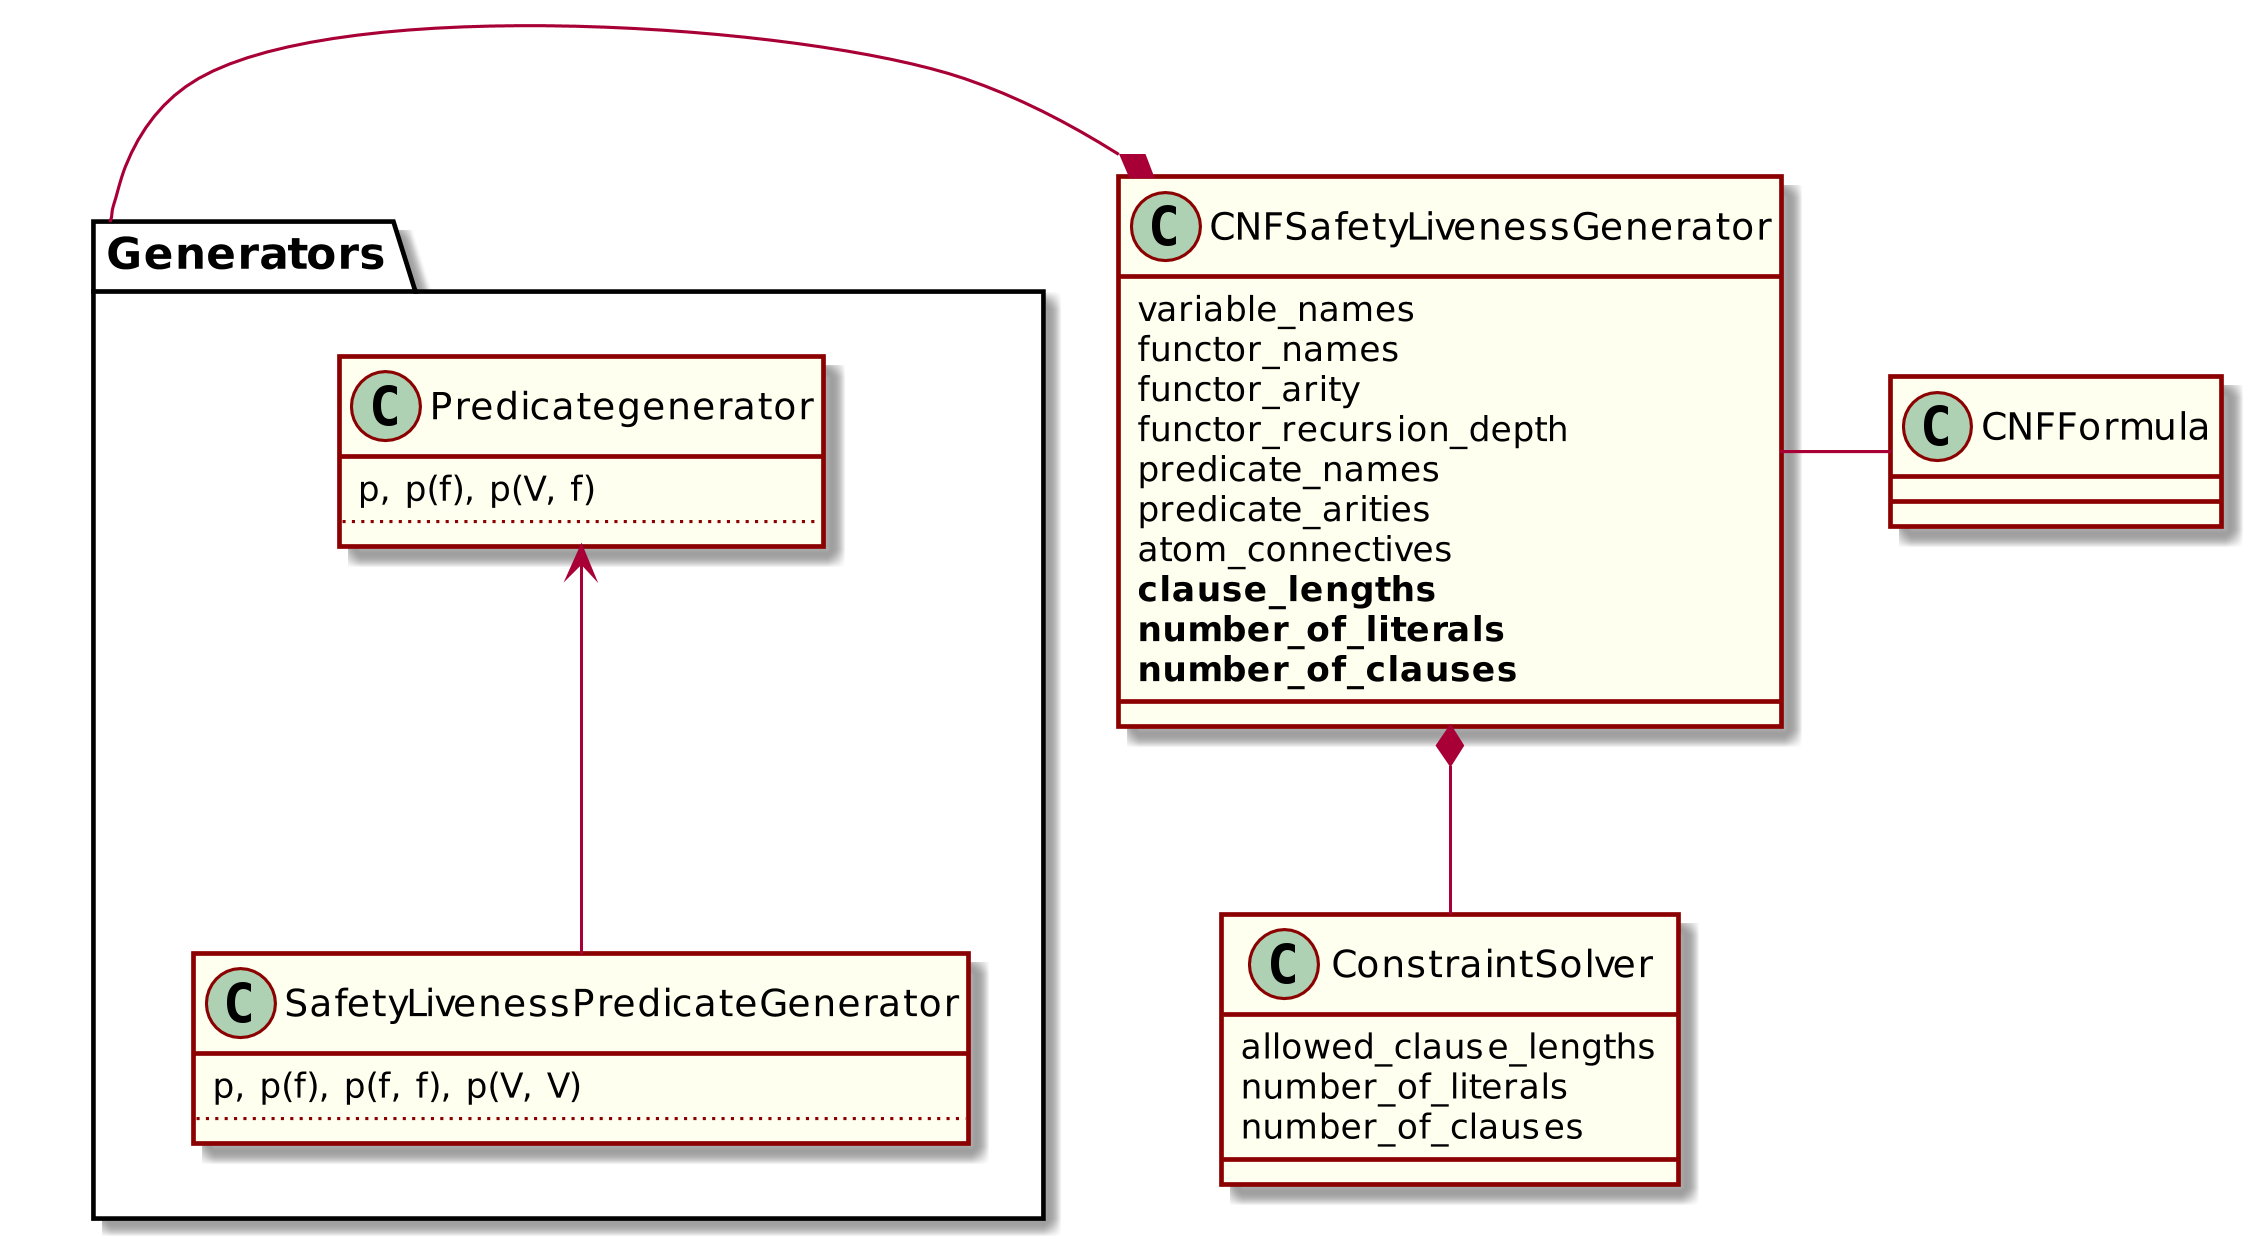 Generators
C Predicategenerator
p, p(f), p(V, f)
C SafetyLivenessPredicateGenerator
p, p(f), p(f, f), p(V, V)
C CNFSafetyLivenessGenerator
variable_names
functor_names
functor_arity
functor_recursion_depth
predicate_names
predicate_arities
atom_connectives
clause_lengths
number_of_literals
number_of_clauses
C CNFFormula
C ConstraintSolver
allowed_clause_lengths
number_of_literals
number_of_clauses